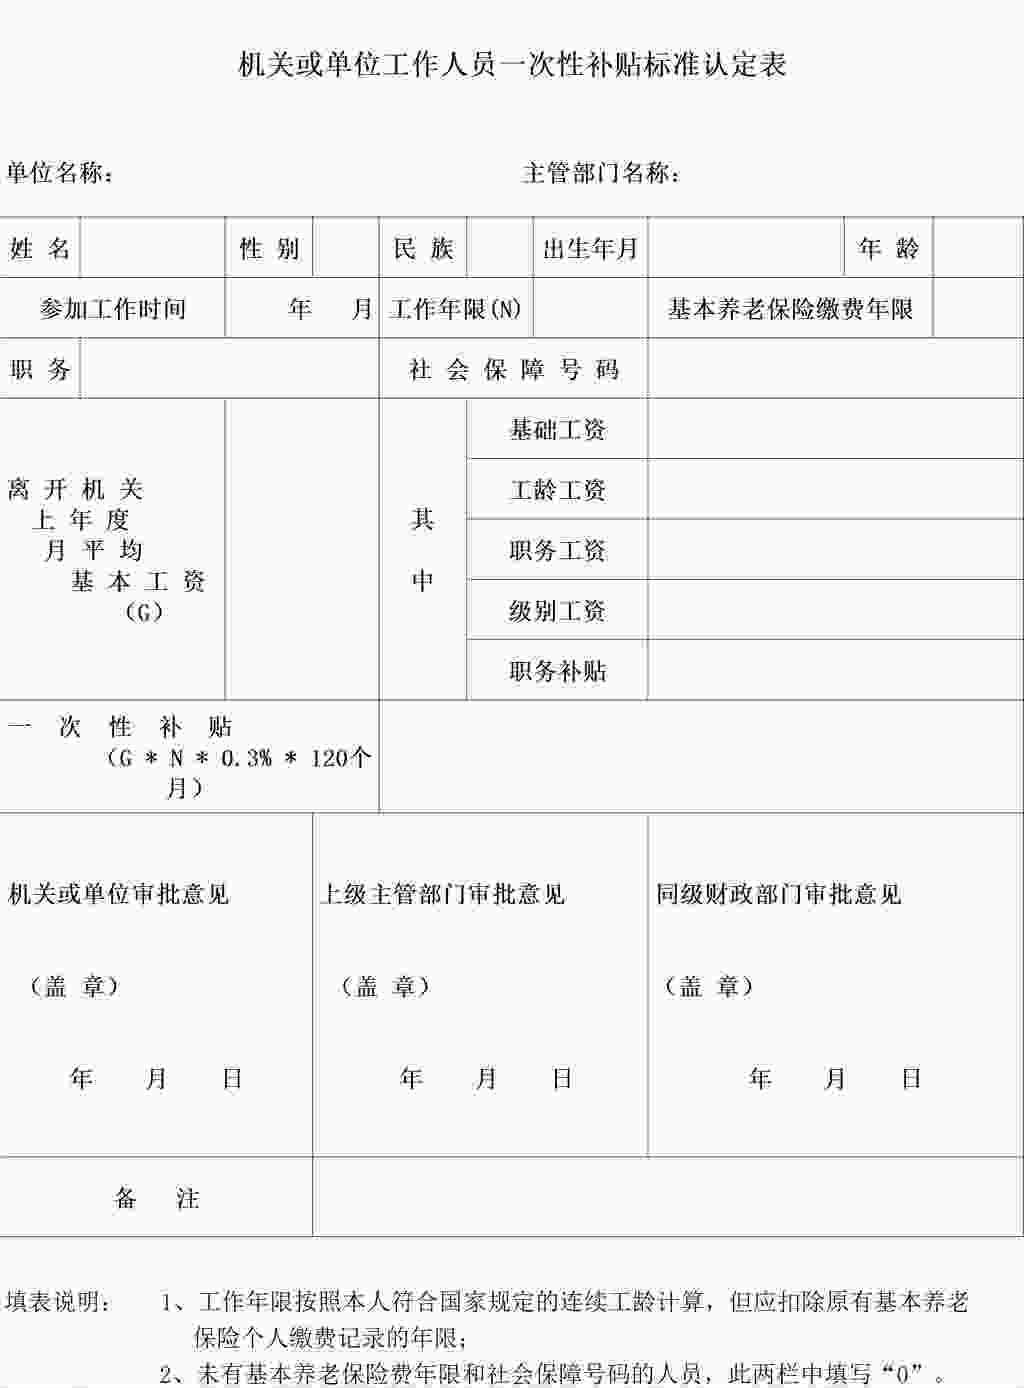 机关或单位工作人员一次性补贴标准认定表
单位名称： 主管部门名称：
姓 名 性 别 民 族 出生年月 年 龄
参加工作时间 年 月 工作年限(N) 基本养老保险缴费年限
职 务 社 会 保 障 号 码
离 开 机 关
上 年 度
月 平 均
基 本 工 资
（G）
其
中
基础工资
工龄工资
职务工资
级别工资
职务补贴
一 次 性 补 贴
（G * N * 0.3% * 120个
月）
机关或单位审批意见
（盖 章）
年 月 日
上级主管部门审批意见
（盖 章）
年 月 日
同级财政部门审批意见
（盖 章）
年 月 日
备 注
填表说明： 1、工作年限按照本人符合国家规定的连续工龄计算，但应扣除原有基本养老
保险个人缴费记录的年限；
2、未有基本养老保险费年限和社会保障号码的人员，此两栏中填写“0”。